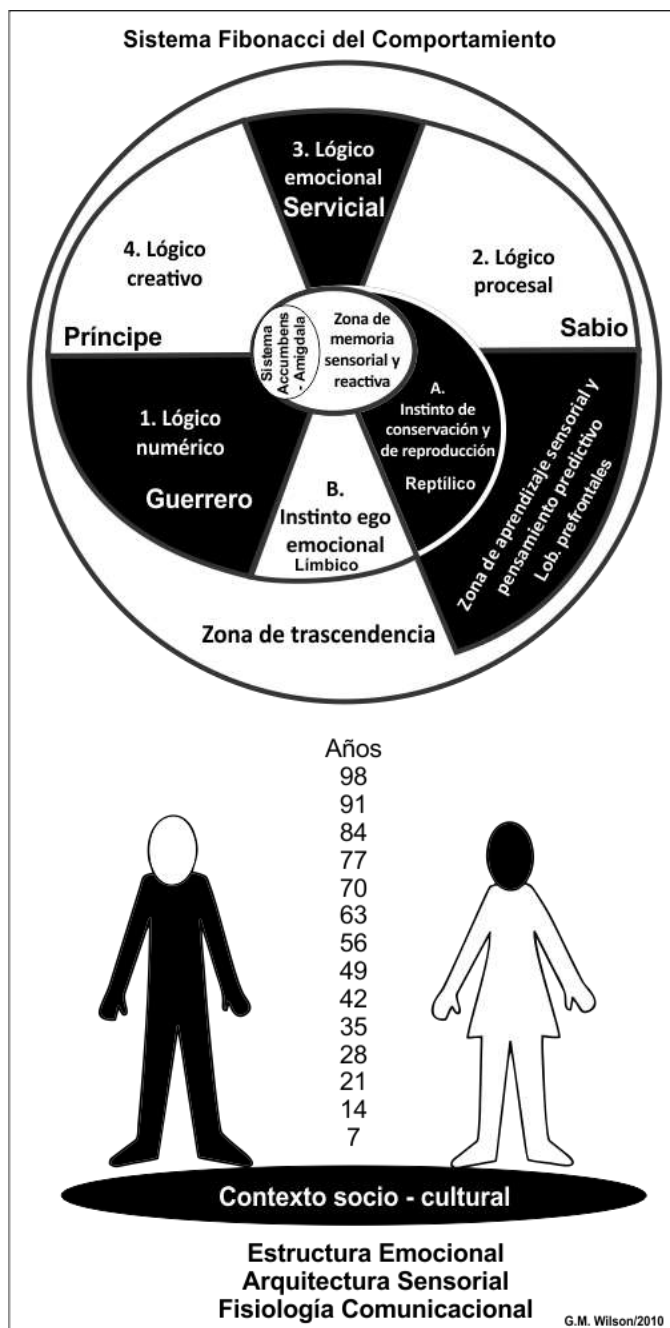 Sistema Fibonacci del Comportamiento
3. Lógico
emocional
Servicial
4. Lógico
creativo
Príncipe
2. Lógico
procesal
Sabio
Sistema
Accumbens
- Amigdala
Zona de
memoria
sensorial y
reactiva
A.
Instinto de
conservación y
de reproducción
Reptílico
1. Lógico
numérico
Guerrero
B.
Instinto ego
emocional
Límbico
Zona de aprendizaje sensorial y
pensamiento predictivo
Lob. prefrontales
Zona de trascendencia
Años
98
91
84
77
70
63
56
49
42
35
28
21
14
7
Contexto socio - cultural
Estructura Emocional
Arquitectura Sensorial
Fisiología Comunicacional
G.M. Wilson/2010